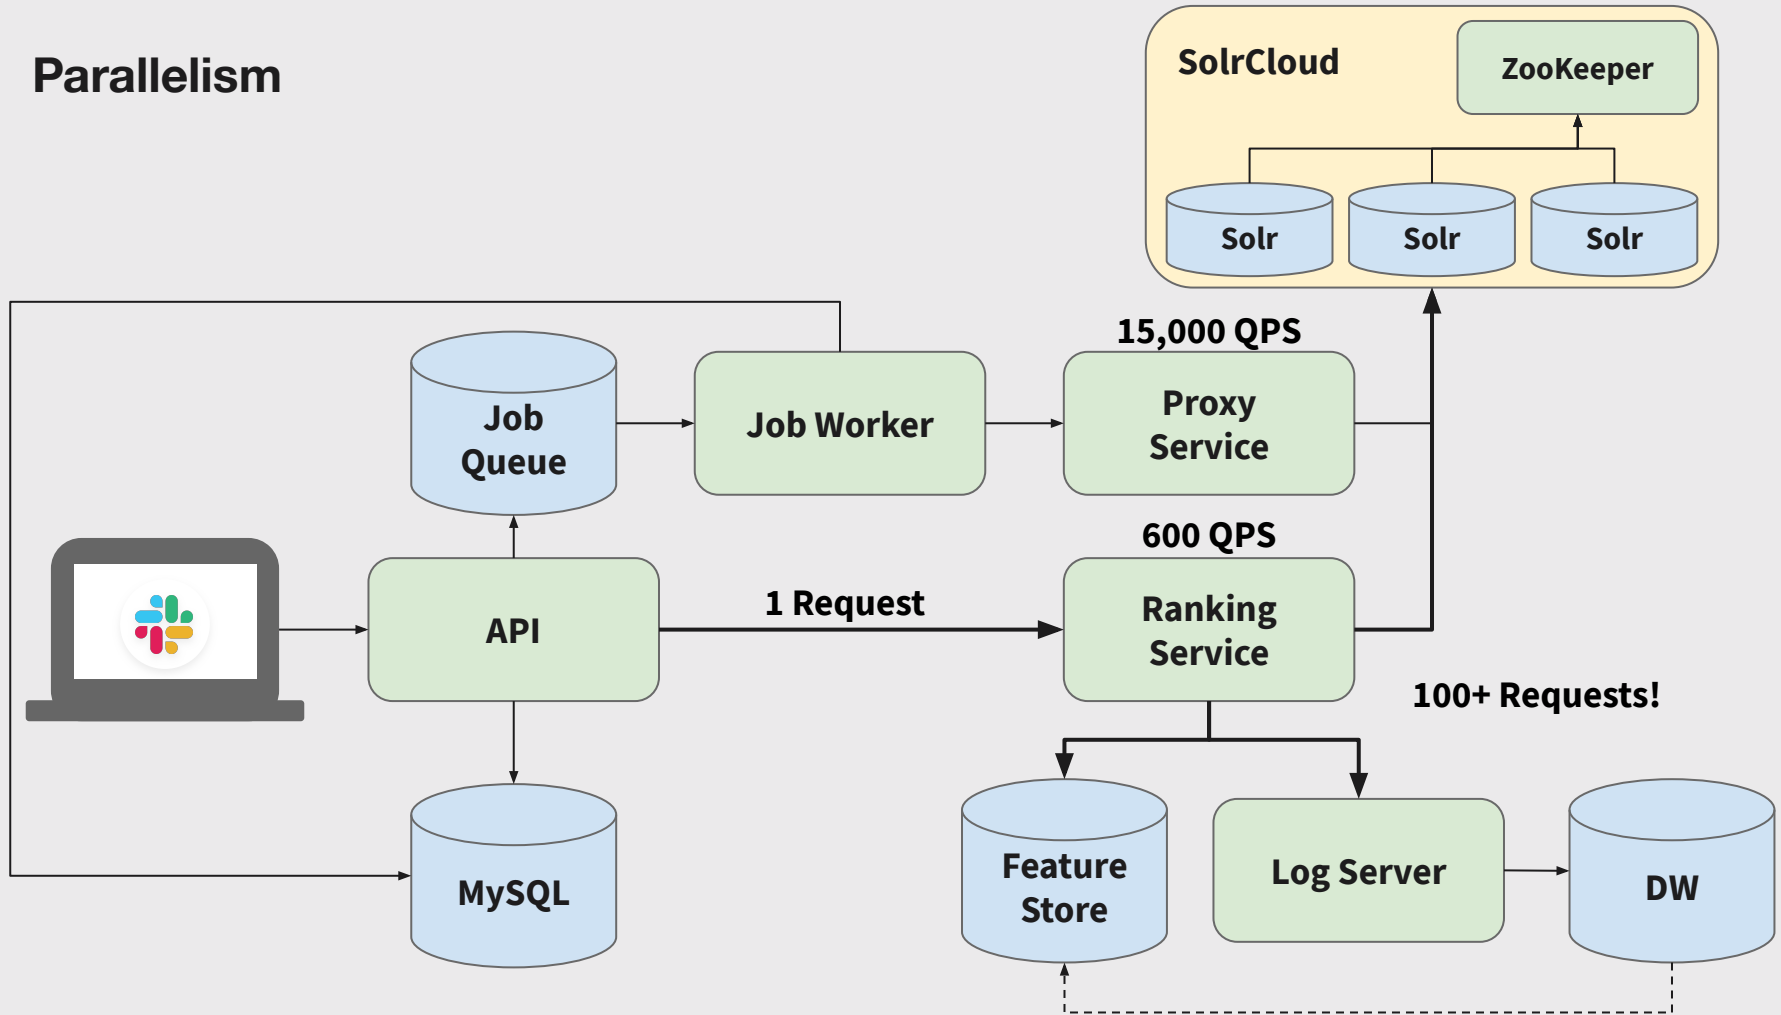 Parallelism
SolrCloud
ZooKeeper
Solr
Solr
Solr
15,000 QPS
Job
Queue
Job Worker
Proxy
Service
600 QPS
API
1 Request
Ranking
Service
100+ Requests!
MySQL
Feature
Store
Log Server
DW